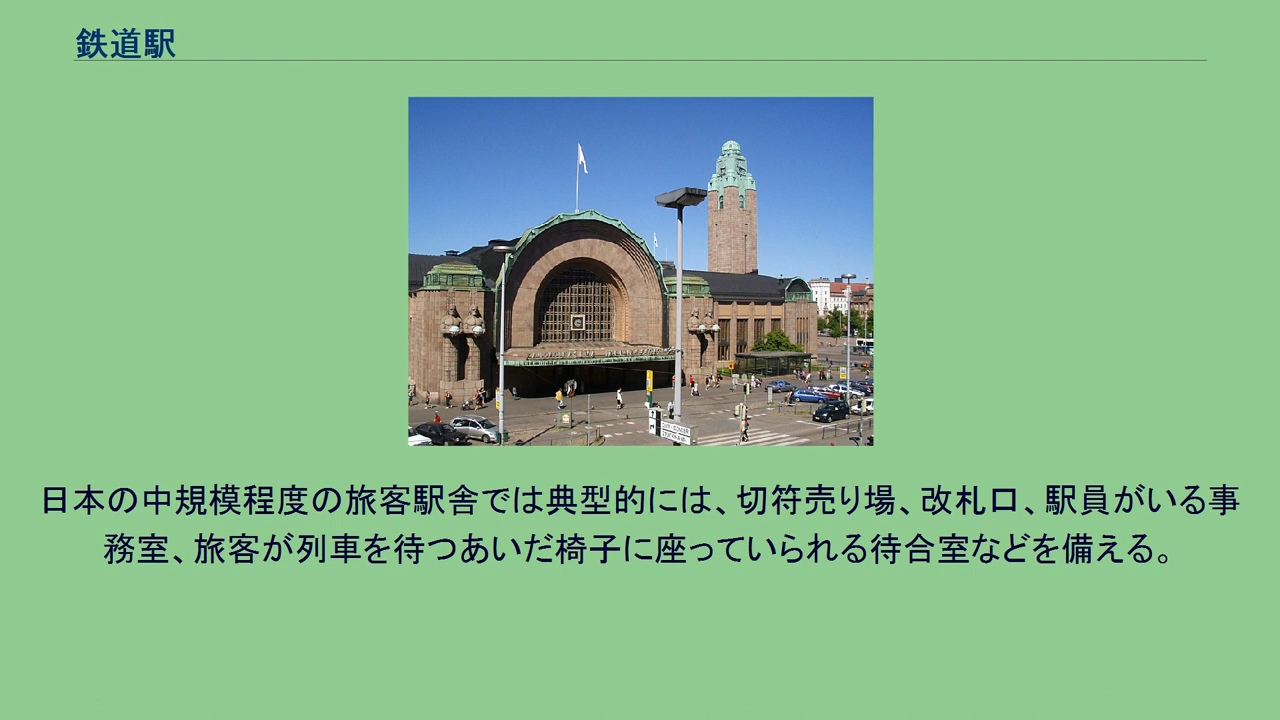 鉄道駅
日本の中規模程度の旅客駅舎では典型的には、切符売り場、改札口、駅員がいる事
務室、旅客が列車を待つあいだ椅子に座っていられる待合室などを備える。